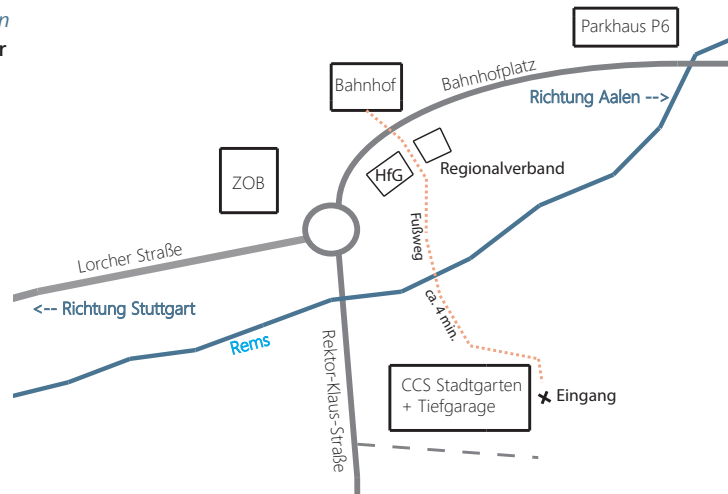 n
r
Parkhaus P6
Bahnhofplatz
Bahnhof
Richtung Aalen -->
Regionalverband
HfG
ZOB
Fußweg
Lorcher Straße
<-- Richtung Stuttgart
ca. 4 min.
Rems
Rektor-Klaus-Straße
CCS Stadtgarten
+ Tiefgarage
Eingang